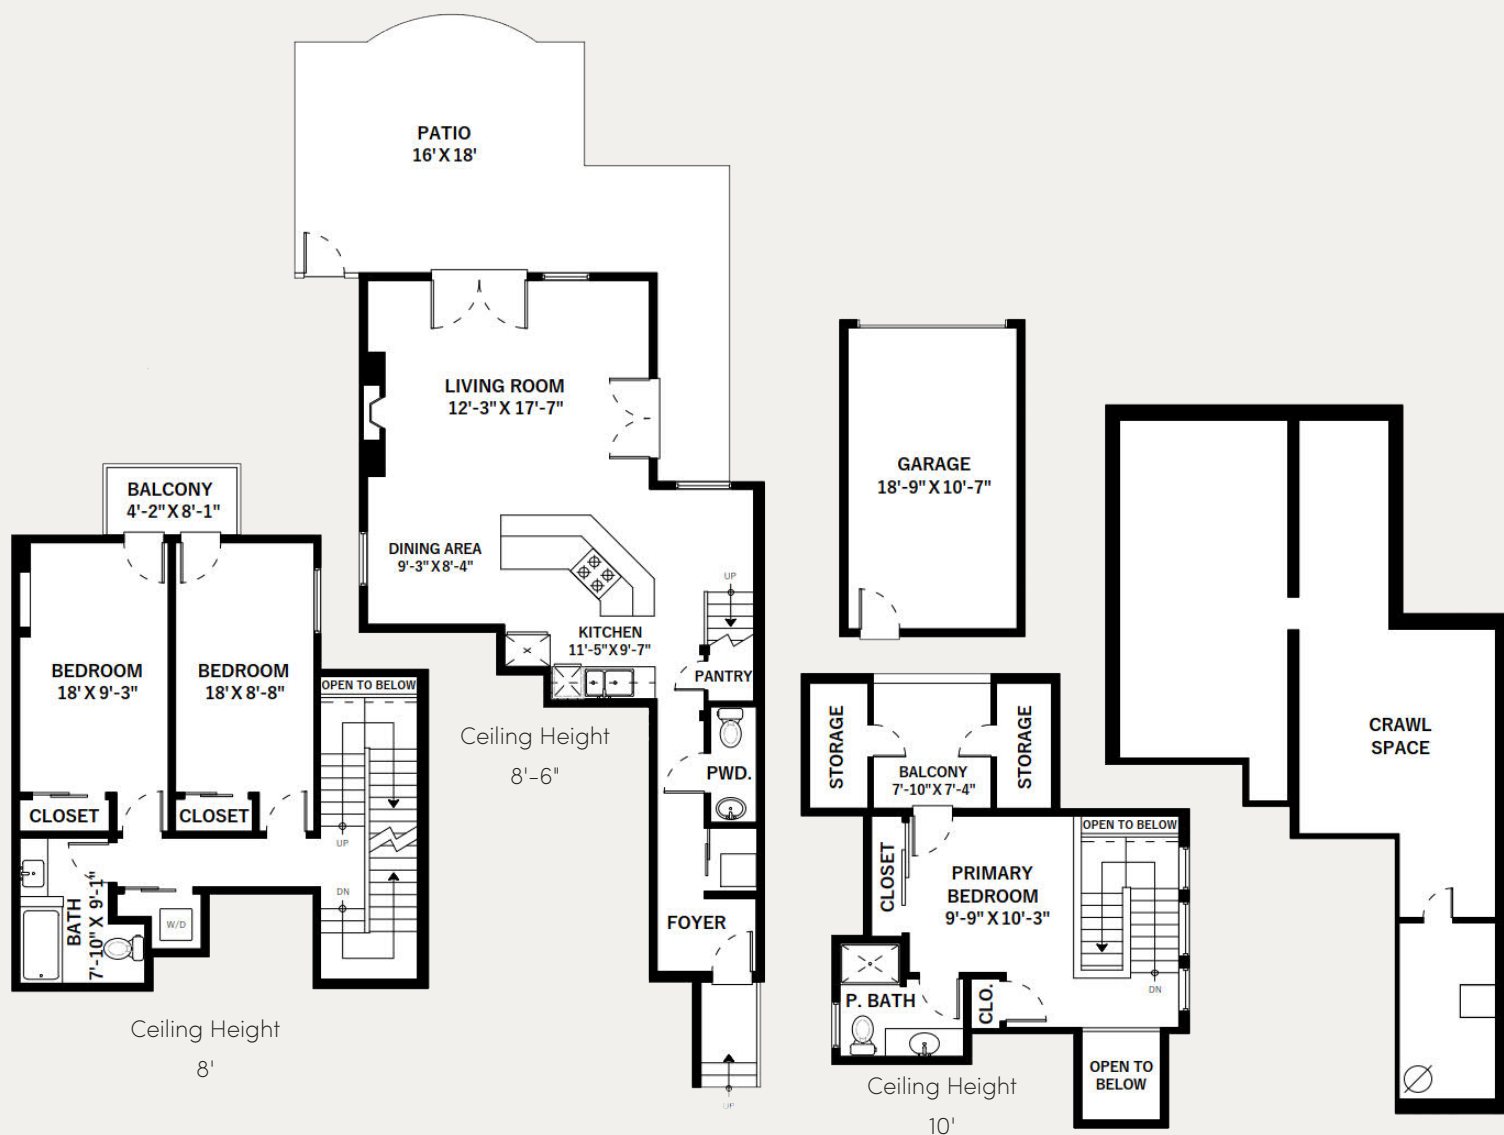 PATIO
16' X 18'
LIVING ROOM
12'-3" X 17'-7"
DINING AREA
9'-3" X 8'-4"
UP
KITCHEN
11'-5" X 9'-7"
PANTRY
PWD.
FOYER
UP
Ceiling Height
8'-6"
BALCONY
4'-2" X 8'-1"
BEDROOM
18' X 9'-3"
BEDROOM
18' X 8'-8"
OPEN TO BELOW
CLOSET
CLOSET
UP
DN
BATH
7'-10" X 9'-1"
W/D
Ceiling Height
8'
GARAGE
18'-9" X 10'-7"
STORAGE
STORAGE
BALCONY
7'-10" X 7'-4"
OPEN TO BELOW
CLOSET
PRIMARY
BEDROOM
9'-9" X 10'-3"
DN
P. BATH
CLO.
OPEN TO
BELOW
Ceiling Height
10'
CRAWL
SPACE